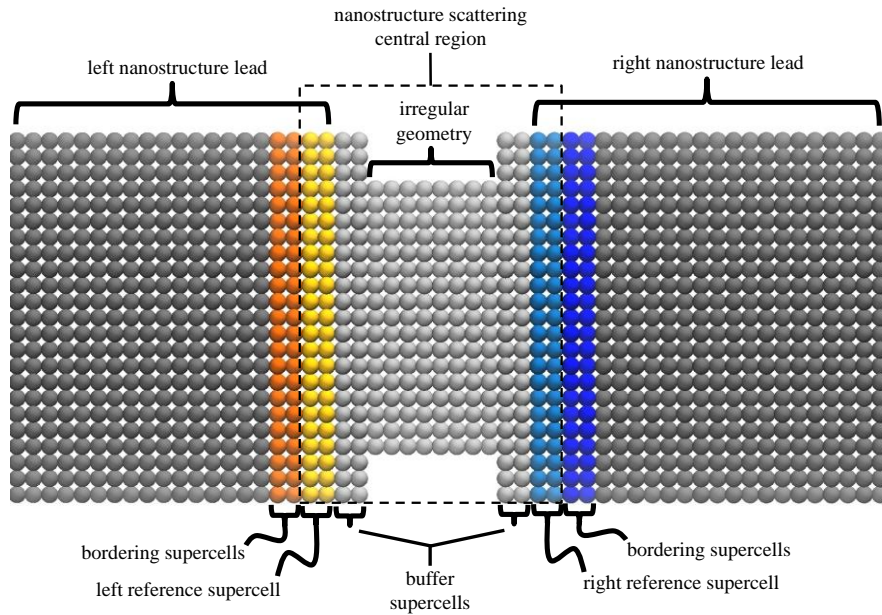 nanostructure scattering
central region
left nanostructure lead
right nanostructure lead
irregular
geometry
bordering supercells
left reference supercell
buffer
supercells
bordering supercells
right reference supercell